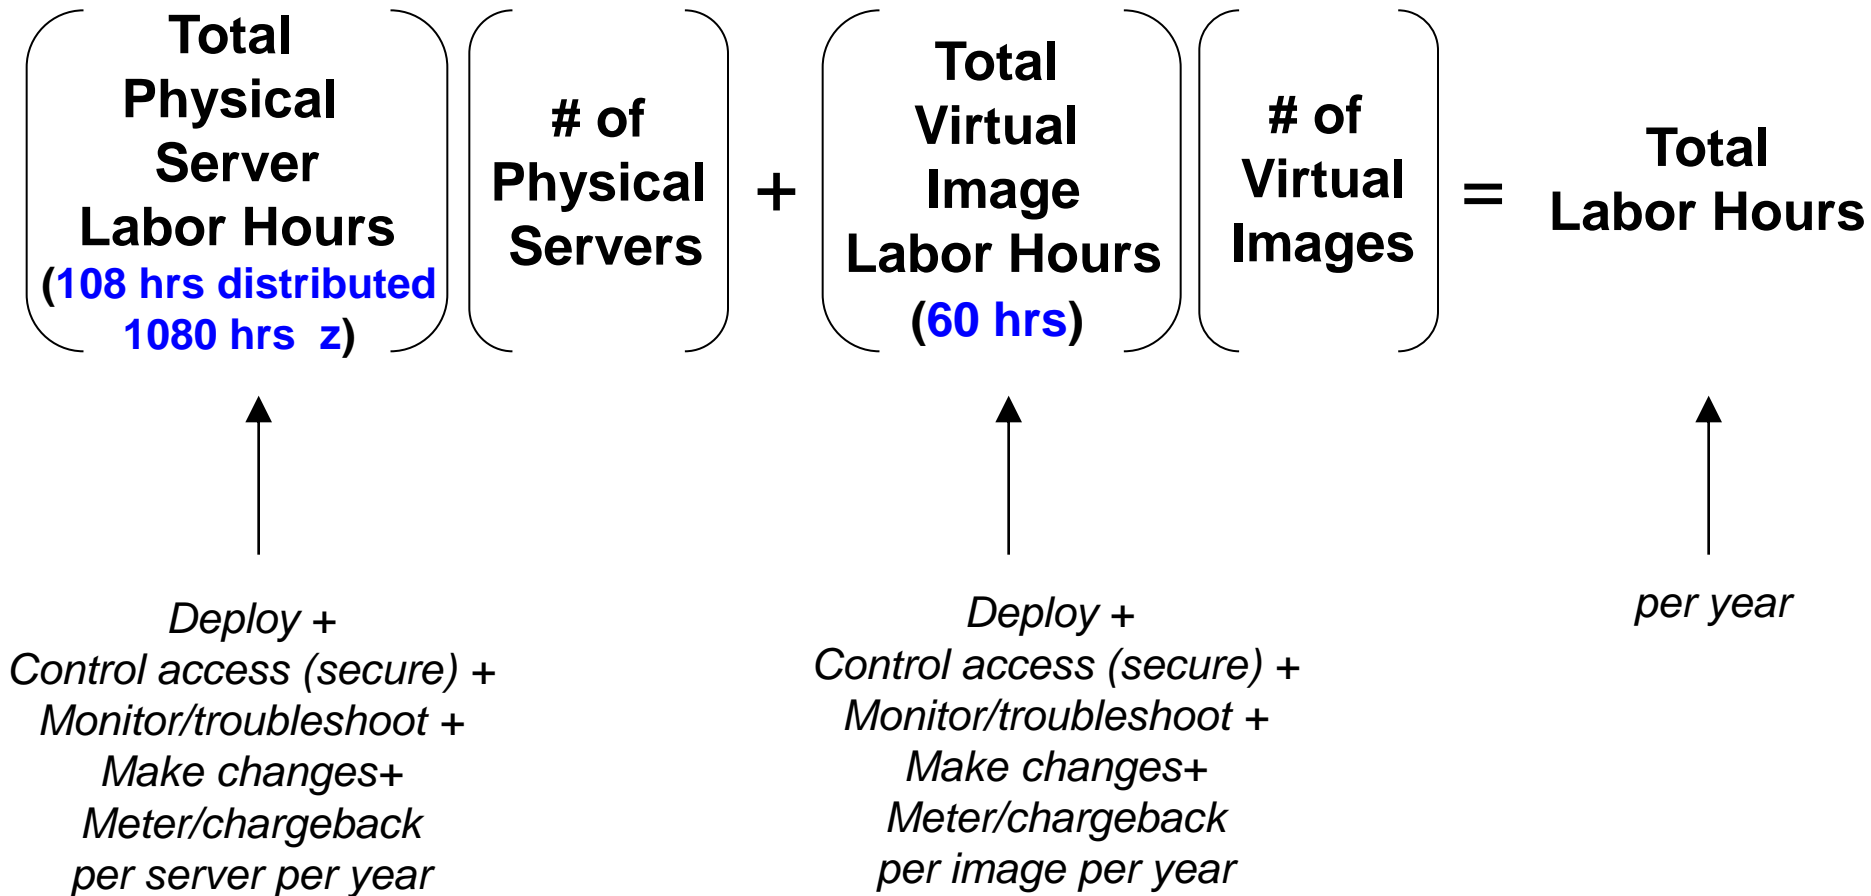 Total
Physical
Server
Labor Hours
(108 hrs distributed
1080 hrs  z)
# of
Physical
Servers
+
Total
Virtual
Image
Labor Hours
(60 hrs)
# of
Virtual
Images
=
Total
Labor Hours
Deploy +
Control access (secure) +
Monitor/troubleshoot +
Make changes+
Meter/chargeback
per server per year
Deploy +
Control access (secure) +
Monitor/troubleshoot +
Make changes+
Meter/chargeback
per image per year
per year